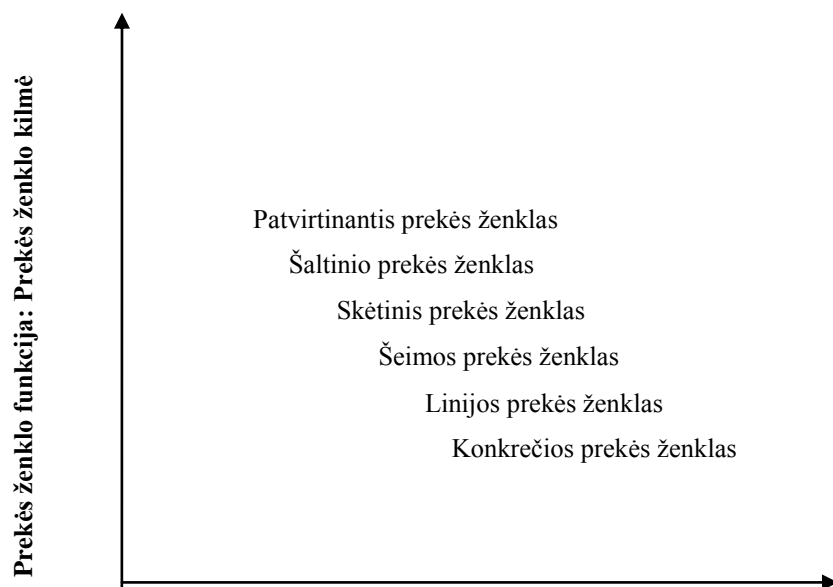 Prekės ženklo funkcija: Prekės ženklo kilmė
Patvirtinantis prekės ženklas
Šaltinio prekės ženklas
Skėtinis prekės ženklas
Šeimos prekės ženklas
Linijos prekės ženklas
Konkrečios prekės ženklas